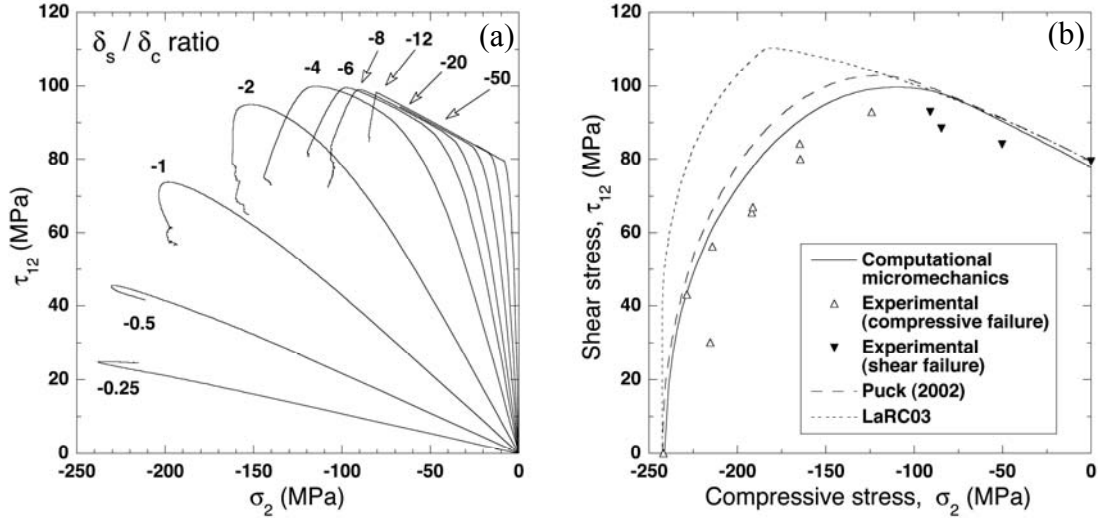 (a)
δs / δc ratio
-8
-12
-4
-6
-20
-2
-50
-1
-0.5
-0.25
120
100
80
60
40
20
0
τ12 (MPa)
-250 -200 -150 -100 -50 0
σ2 (MPa)
(b)
120
100
80
60
40
20
0
Shear stress, τ12 (MPa)
Computational
micromechanics
Experimental
(compressive failure)
Experimental
(shear failure)
Puck (2002)
LaRC03
-250 -200 -150 -100 -50 0
Compressive stress, σ2 (MPa)